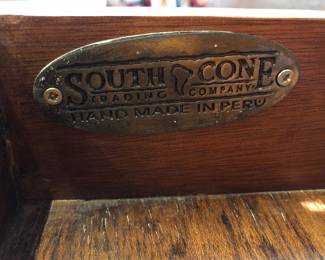 SOUTH CONE
TRADING COMPANY
HAND MADE IN PERU